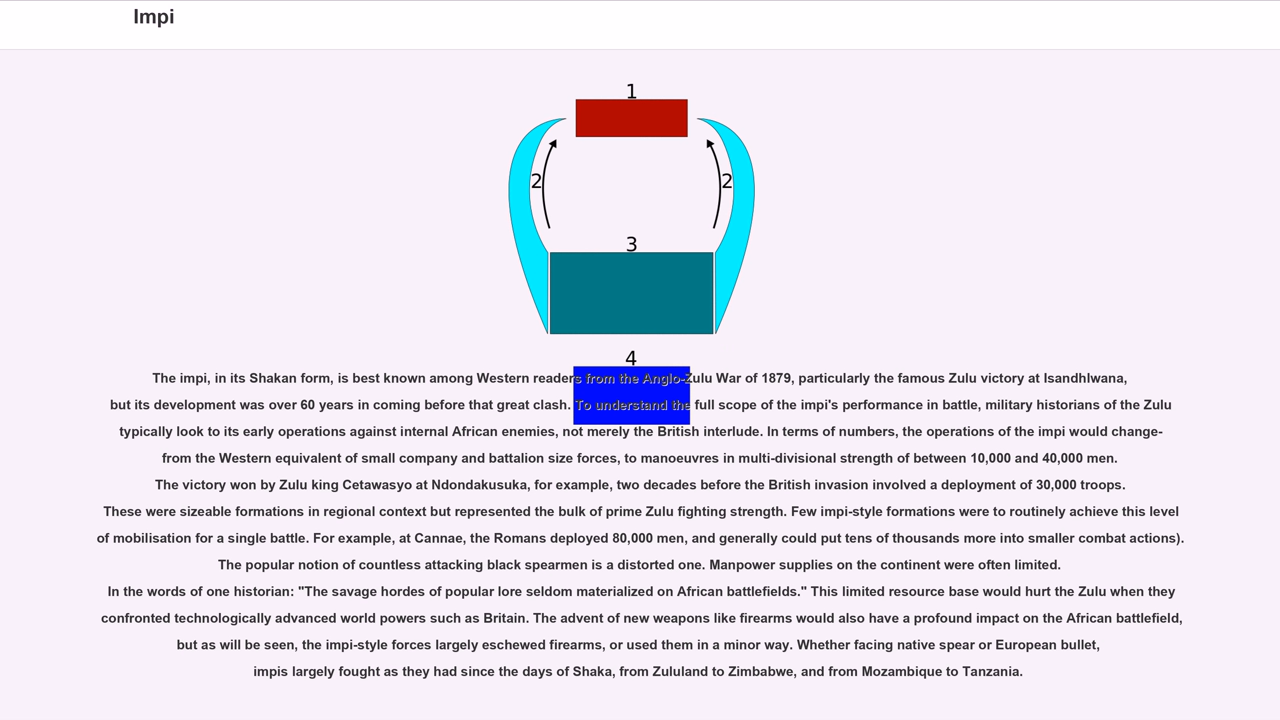 Impi
1
2 2
3
4
The impi, in its Shakan form, is best known among Western readers from the Anglo-Zulu War of 1879, particularly the famous Zulu victory at Isandhlwana,
but its development was over 60 years in coming before that great clash. To understand the full scope of the impi's performance in battle, military historians of the Zulu
typically look to its early operations against internal African enemies, not merely the British interlude. In terms of numbers, the operations of the impi would change-
from the Western equivalent of small company and battalion size forces, to manoeuvres in multi-divisional strength of between 10,000 and 40,000 men.
The victory won by Zulu king Cetawasyo at Ndondakusuka, for example, two decades before the British invasion involved a deployment of 30,000 troops.
These were sizeable formations in regional context but represented the bulk of prime Zulu fighting strength. Few impi-style formations were to routinely achieve this level
of mobilisation for a single battle. For example, at Cannae, the Romans deployed 80,000 men, and generally could put tens of thousands more into smaller combat actions).
The popular notion of countless attacking black spearmen is a distorted one. Manpower supplies on the continent were often limited.
In the words of one historian: "The savage hordes of popular lore seldom materialized on African battlefields." This limited resource base would hurt the Zulu when they
confronted technologically advanced world powers such as Britain. The advent of new weapons like firearms would also have a profound impact on the African battlefield,
but as will be seen, the impi-style forces largely eschewed firearms, or used them in a minor way. Whether facing native spear or European bullet,
impis largely fought as they had since the days of Shaka, from Zululand to Zimbabwe, and from Mozambique to Tanzania.